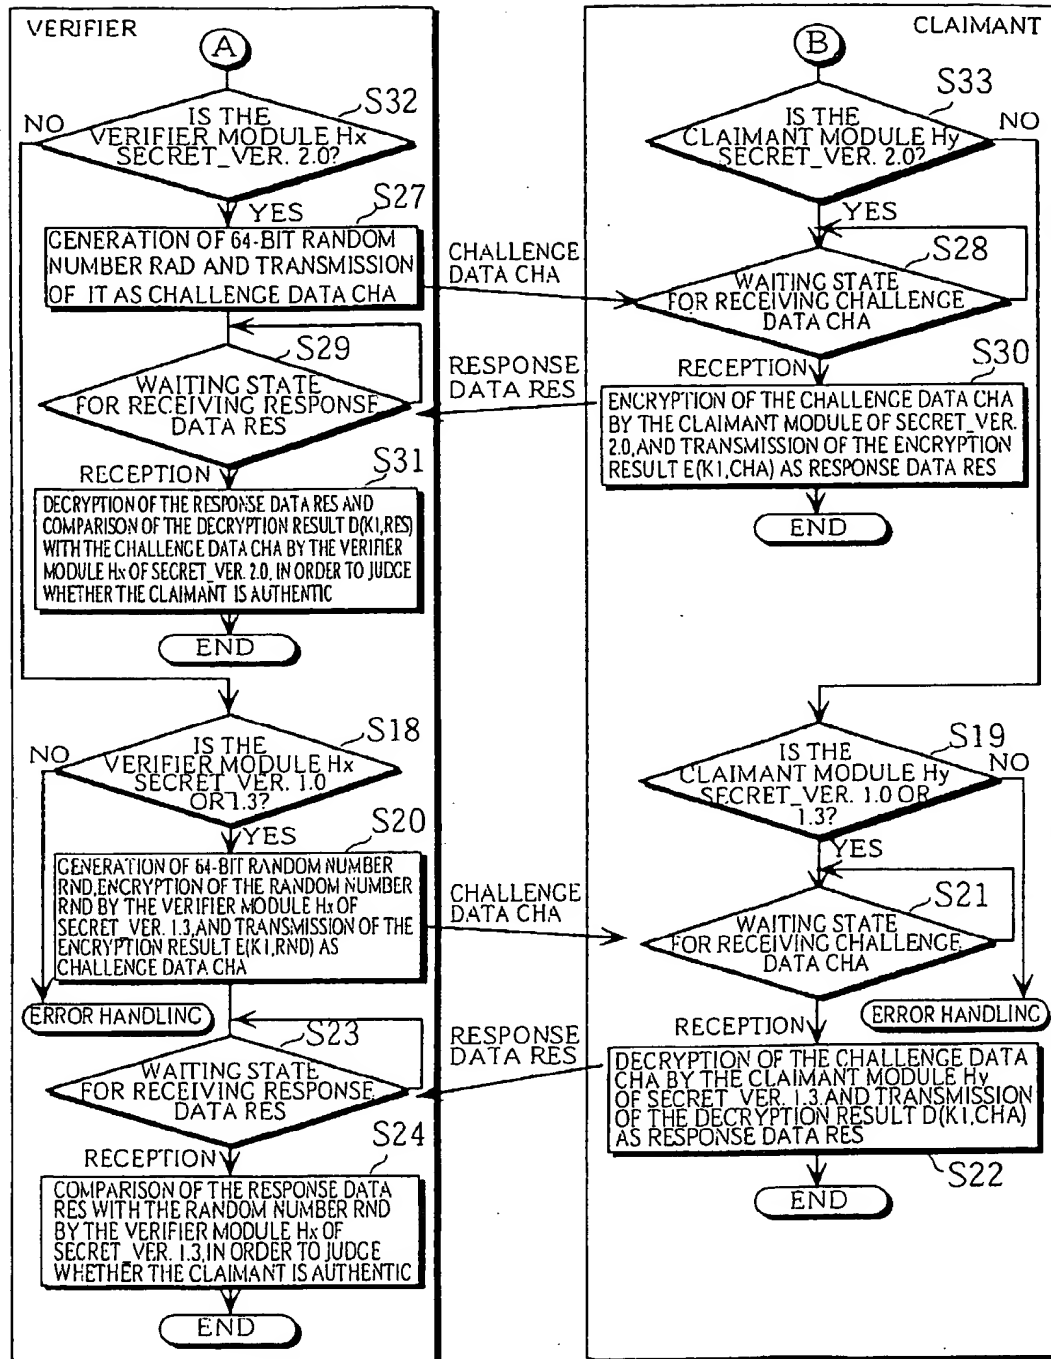 VERIFIER
A
S32
NO
IS THE
VERIFIER MODULE Hx
SECRET_VER. 2.0?
YES
S27
GENERATION OF 64-BIT RANDOM
NUMBER RAD AND TRANSMISSION
OF IT AS CHALLENGE DATA CHA
S29
WAITING STATE
FOR RECEIVING RESPONSE
DATA RES
RECEPTION
S31
DECRYPTION OF THE RESPONSE DATA RES AND
COMPARISON OF THE DECRYPTION RESULT D(K1,RES)
WITH THE CHALLENGE DATA CHA BY THE VERIFIER
MODULE Hx OF SECRET_VER. 2.0, IN ORDER TO JUDGE
WHETHER THE CLAIMANT IS AUTHENTIC
END
S18
NO
IS THE
VERIFIER MODULE Hx
SECRET_VER. 1.0
OR 1.3?
YES
S20
GENERATION OF 64-BIT RANDOM NUMBER
RND,ENCRYPTION OF THE RANDOM NUMBER
RND BY THE VERIFIER MODULE Hx OF
SECRET_VER. 1.3,AND TRANSMISSION OF THE
ENCRYPTION RESULT E(K1,RND) AS
CHALLENGE DATA CHA
ERROR HANDLING
S23
WAITING STATE
FOR RECEIVING RESPONSE
DATA RES
S24
RECEPTION
COMPARISON OF THE RESPONSE DATA
RES WITH THE RANDOM NUMBER RND
BY THE VERIFIER MODULE Hx OF
SECRET_VER. 1.3,IN ORDER TO JUDGE
WHETHER THE CLAIMANT IS AUTHENTIC
END
CHALLENGE
DATA CHA
RESPONSE
DATA RES
CHALLENGE
DATA CHA
RESPONSE
DATA RES
CLAIMANT
B
S33
IS THE
CLAIMANT MODULE Hy
SECRET_VER. 2.0?
NO
YES
S28
WAITING STATE
FOR RECEIVING CHALLENGE
DATA CHA
RECEPTION
S30
ENCRYPTION OF THE CHALLENGE DATA CHA
BY THE CLAIMANT MODULE OF SECRET_VER.
2.0,AND TRANSMISSION OF THE ENCRYPTION
RESULT E(K1,CHA) AS RESPONSE DATA RES
END
S19
IS THE
CLAIMANT MODULE Hy
SECRET_VER. 1.0 OR
1.3?
NO
YES
S21
WAITING STATE
FOR RECEIVING CHALLENGE
DATA CHA
RECEPTION
ERROR HANDLING
DECRYPTION OF THE CHALLENGE DATA
CHA BY THE CLAIMANT MODULE Hy
OF SECRET_VER. 1.3,AND TRANSMISSION
OF THE DECRYPTION RESULT D(K1,CHA)
AS RESPONSE DATA RES
S22
END